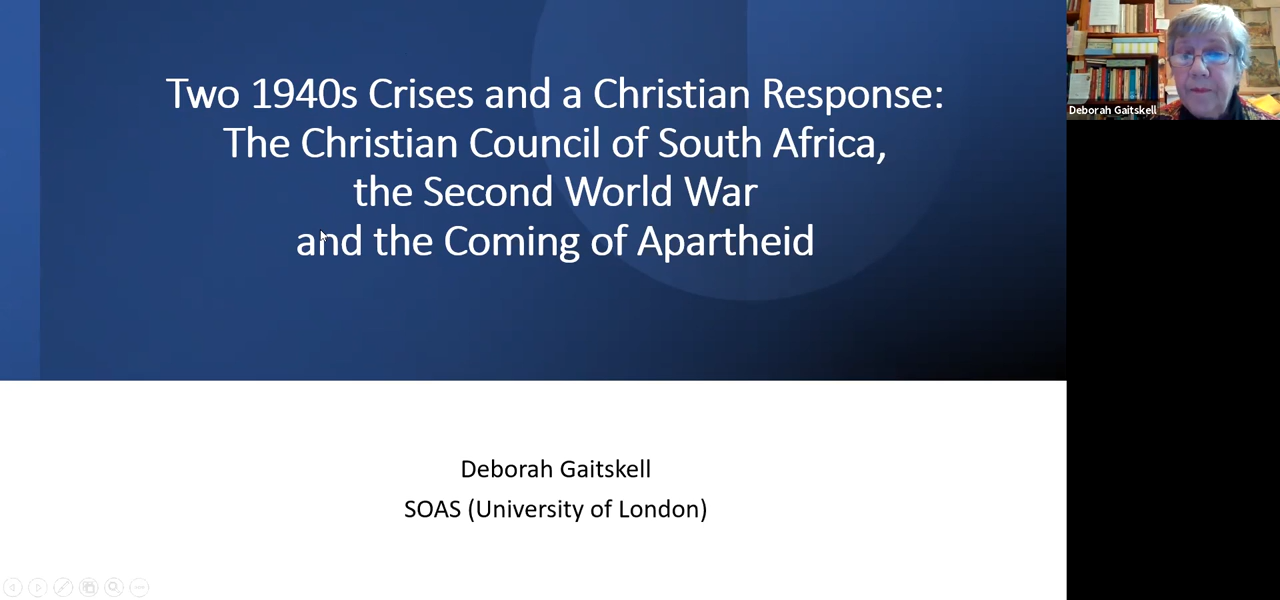 Two 1940s Crises and a Christian Response:
The Christian Council of South Africa,
the Second World War
and the Coming of Apartheid
Deborah Gaitskell
SOAS (University of London)
Deborah Gaitskell